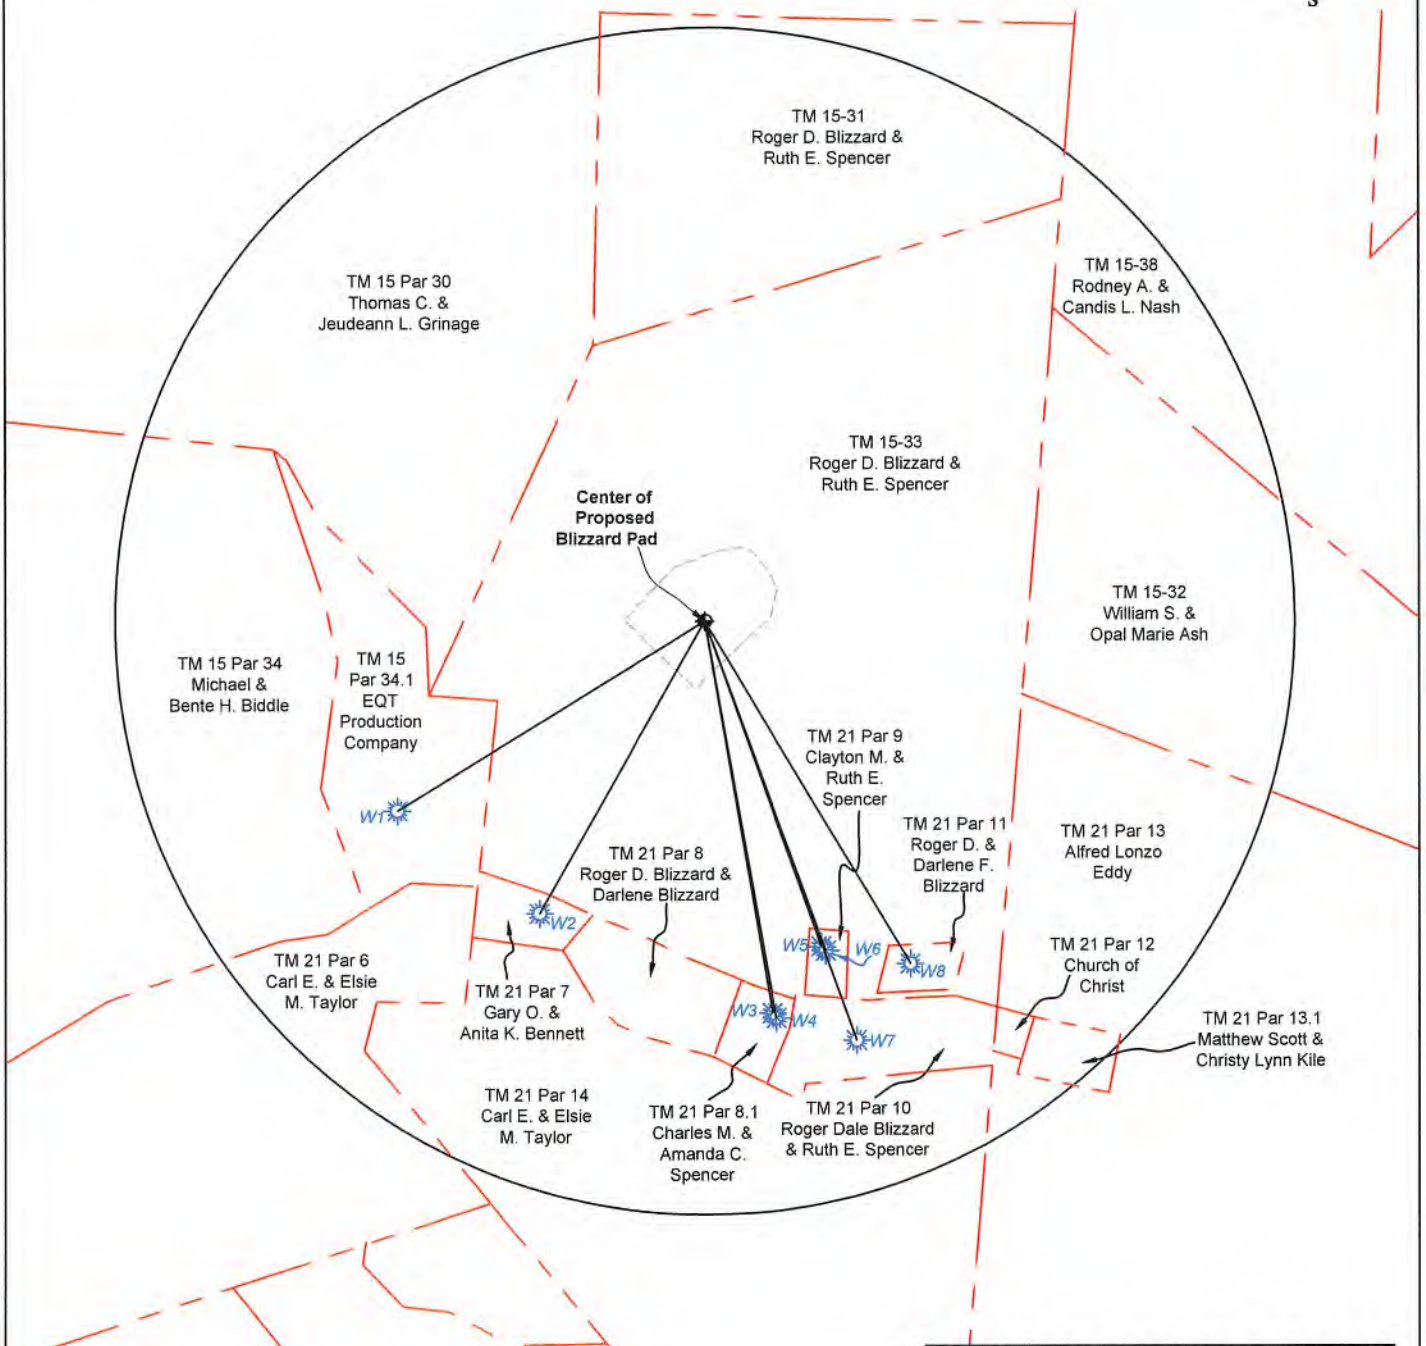 S
TM 15-31
Roger D. Blizzard &
Ruth E. Spencer
TM 15 Par 30
Thomas C. &
Jeudeann L. Grinage
TM 15-38
Rodney A. &
Candis L. Nash
TM 15-33
Roger D. Blizzard &
Ruth E. Spencer
Center of
Proposed
Blizzard Pad
TM 15-32
William S. &
Opal Marie Ash
TM 15 Par 34
Michael &
Bente H. Biddle
TM 15
Par 34.1
EQT
Production
Company
TM 21 Par 9
Clayton M. &
Ruth E.
Spencer
W1
TM 21 Par 8
Roger D. Blizzard &
Darlene Blizzard
TM 21 Par 11
Roger D. &
Darlene F.
Blizzard
TM 21 Par 13
Alfred Lonzo
Eddy
W2
W5
W6
W8
TM 21 Par 6
Carl E. & Elsie
M. Taylor
TM 21 Par 7
Gary O. &
Anita K. Bennett
W3
W4
W7
TM 21 Par 12
Church of
Christ
TM 21 Par 13.1
Matthew Scott &
Christy Lynn Kile
TM 21 Par 14
Carl E. & Elsie
M. Taylor
TM 21 Par 8.1
Charles M. &
Amanda C.
Spencer
TM 21 Par 10
Roger Dale Blizzard
& Ruth E. Spencer